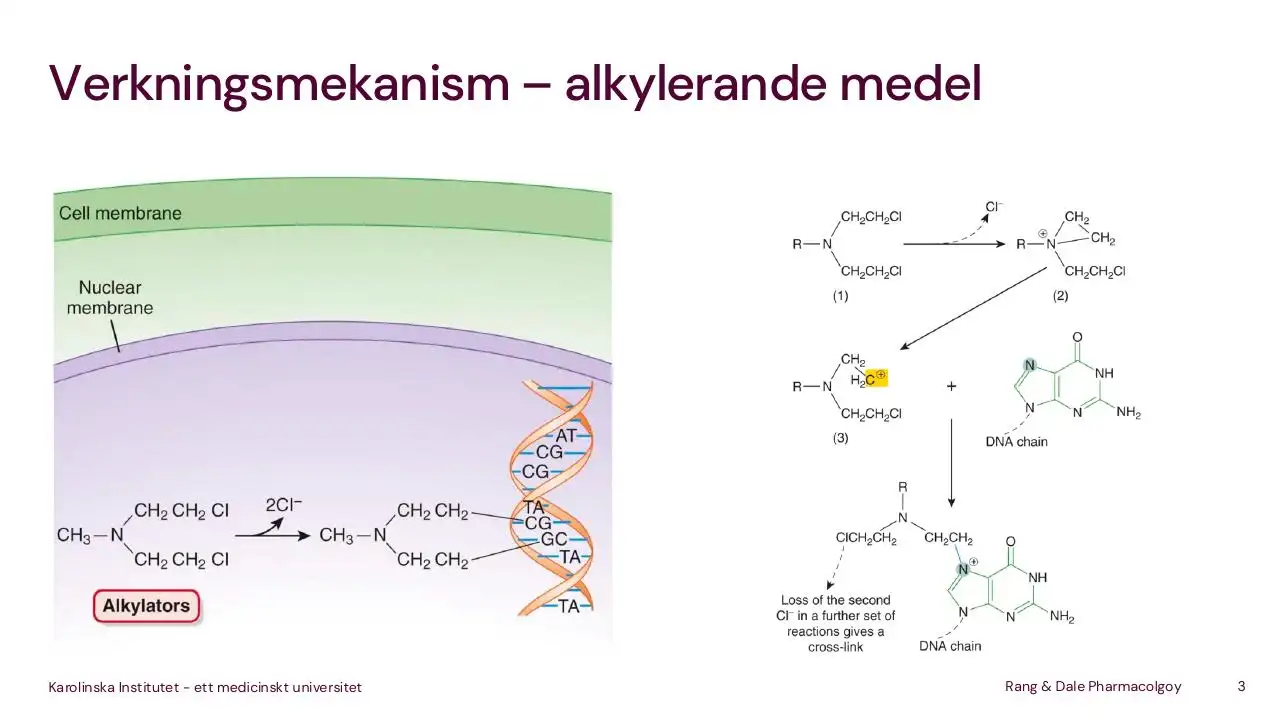 Verkningsmekanism – alkylerande medel
Cell membrane
Nuclear
membrane
AT
CG
CG
TA
CG
GC
TA
TA
CH₃–N
CH₂ CH₂ Cl
CH₂ CH₂ Cl
2Cl⁻
CH₃–N
CH₂ CH₂
CH₂ CH₂
Alkylators
R–N
CH₂CH₂Cl
CH₂CH₂Cl
(1)
Cl⁻
R–N
⊕
CH₂
CH₂
CH₂CH₂Cl
(2)
R–N
CH₂
H₂C⊕
CH₂CH₂Cl
(3)
+
O
N
NH
N
N
NH₂
DNA chain
R
N
ClCH₂CH₂
CH₂CH₂
N⊕
O
NH
N
N
NH₂
DNA chain
Loss of the second
Cl⁻ in a further set of
reactions gives a
cross-link
Karolinska Institutet - ett medicinskt universitet
Rang & Dale Pharmacolgoy
3